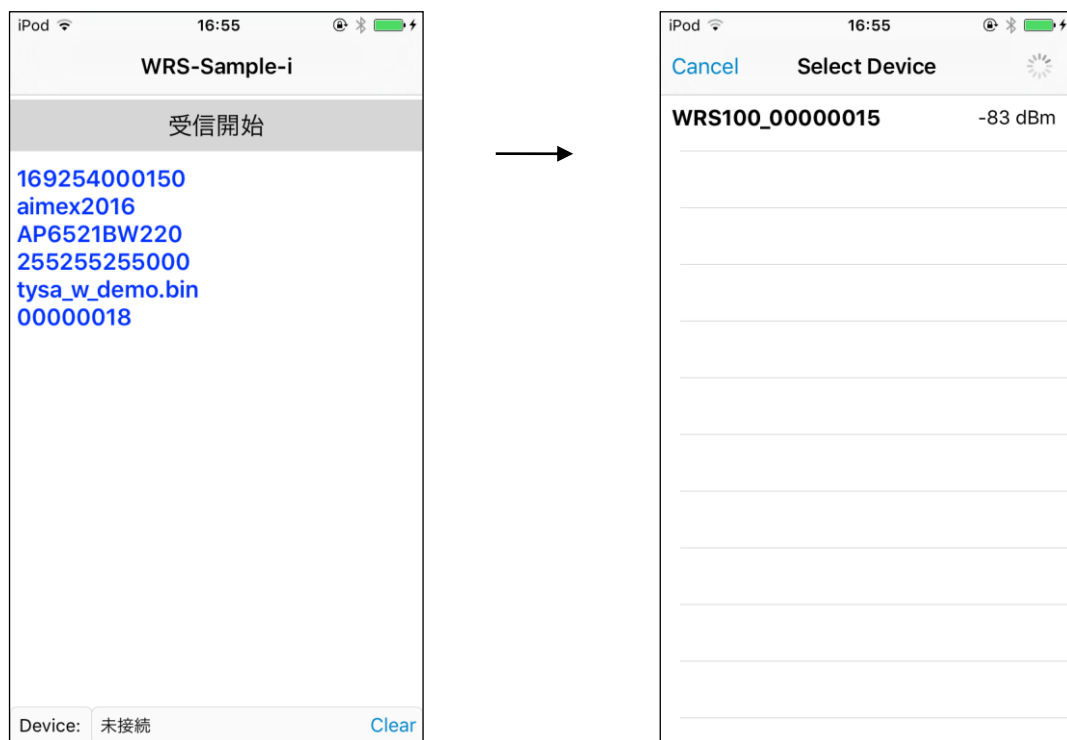 iPod 16:55
WRS-Sample-i
受信開始
169254000150
aimex2016
AP6521BW220
255255255000
tysa_w_demo.bin
00000018
Device: 未接続 Clear
iPod 16:55
Cancel Select Device
WRS100_00000015 -83 dBm